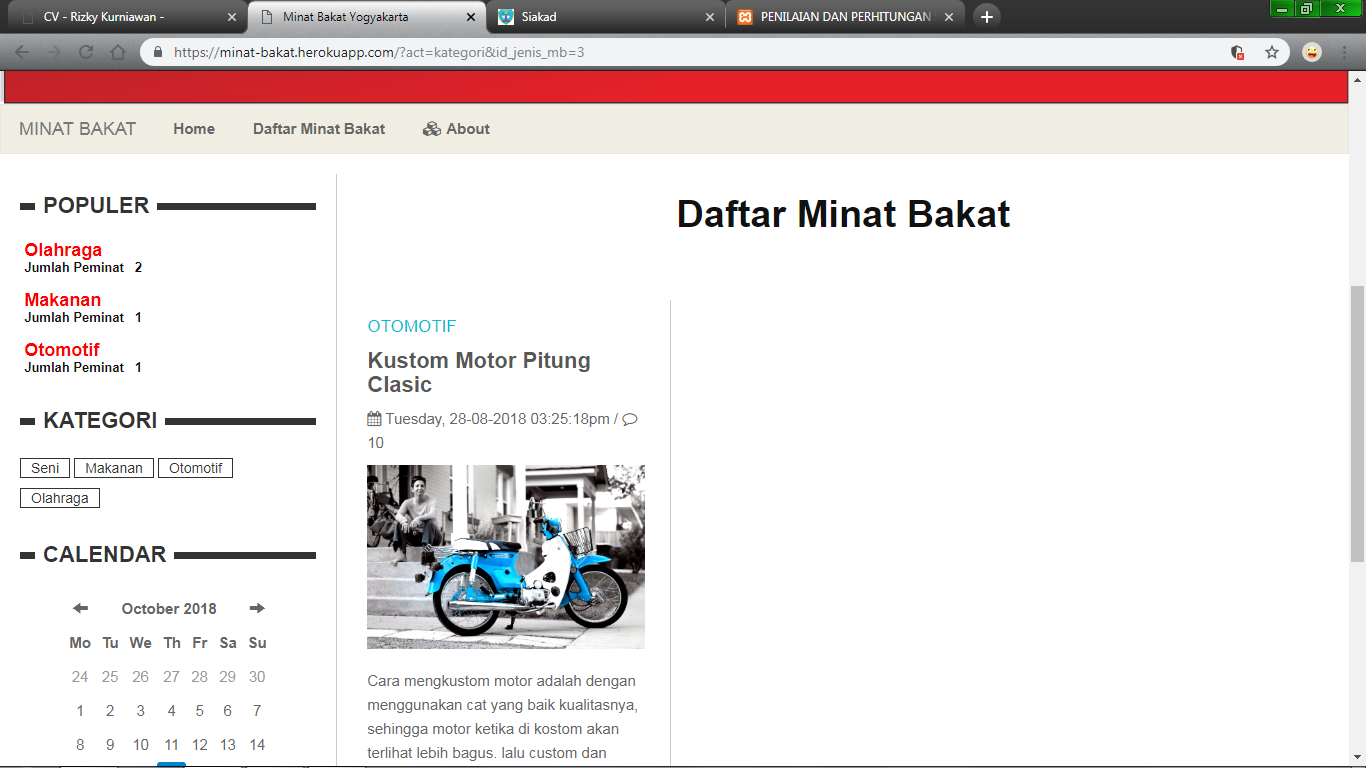 CV - Rizky Kurniawan -
Minat Bakat Yogyakarta
Siakad
PENILAIAN DAN PERHITUNGAN
https://minat-bakat.herokuapp.com/?act=kategori&id_jenis_mb=3
MINAT BAKAT Home Daftar Minat Bakat About
POPULER
Olahraga
Jumlah Peminat 2
Makanan
Jumlah Peminat 1
Otomotif
Jumlah Peminat 1
KATEGORI
Seni Makanan Otomotif
Olahraga
CALENDAR
October 2018
Mo Tu We Th Fr Sa Su
24 25 26 27 28 29 30
1 2 3 4 5 6 7
8 9 10 11 12 13 14
Daftar Minat Bakat
OTOMOTIF
Kustom Motor Pitung
Clasic
Tuesday, 28-08-2018 03:25:18pm /
10
Cara mengkustom motor adalah dengan
menggunakan cat yang baik kualitasnya,
sehingga motor ketika di kostom akan
terlihat lebih bagus. lalu custom dan